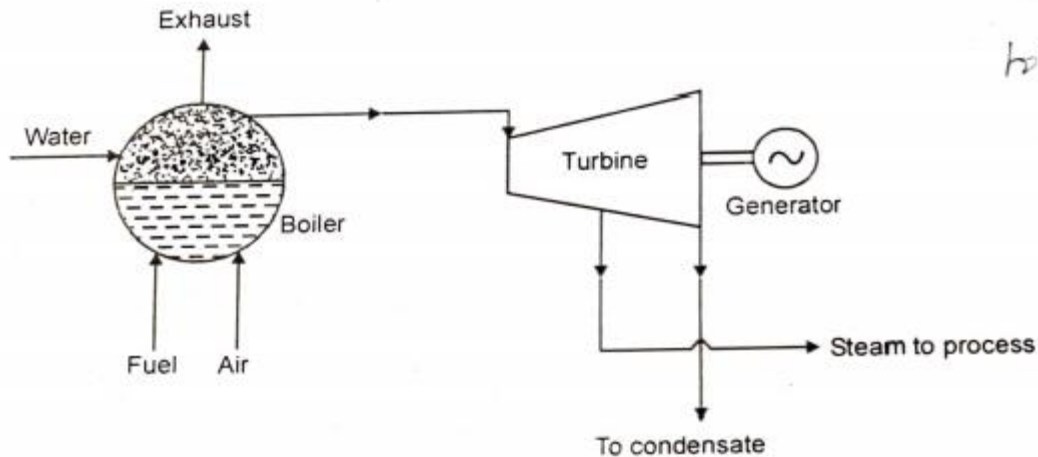 Exhaust
Water
Turbine
Generator
Boiler
Fuel
Air
Steam to process
To condensate